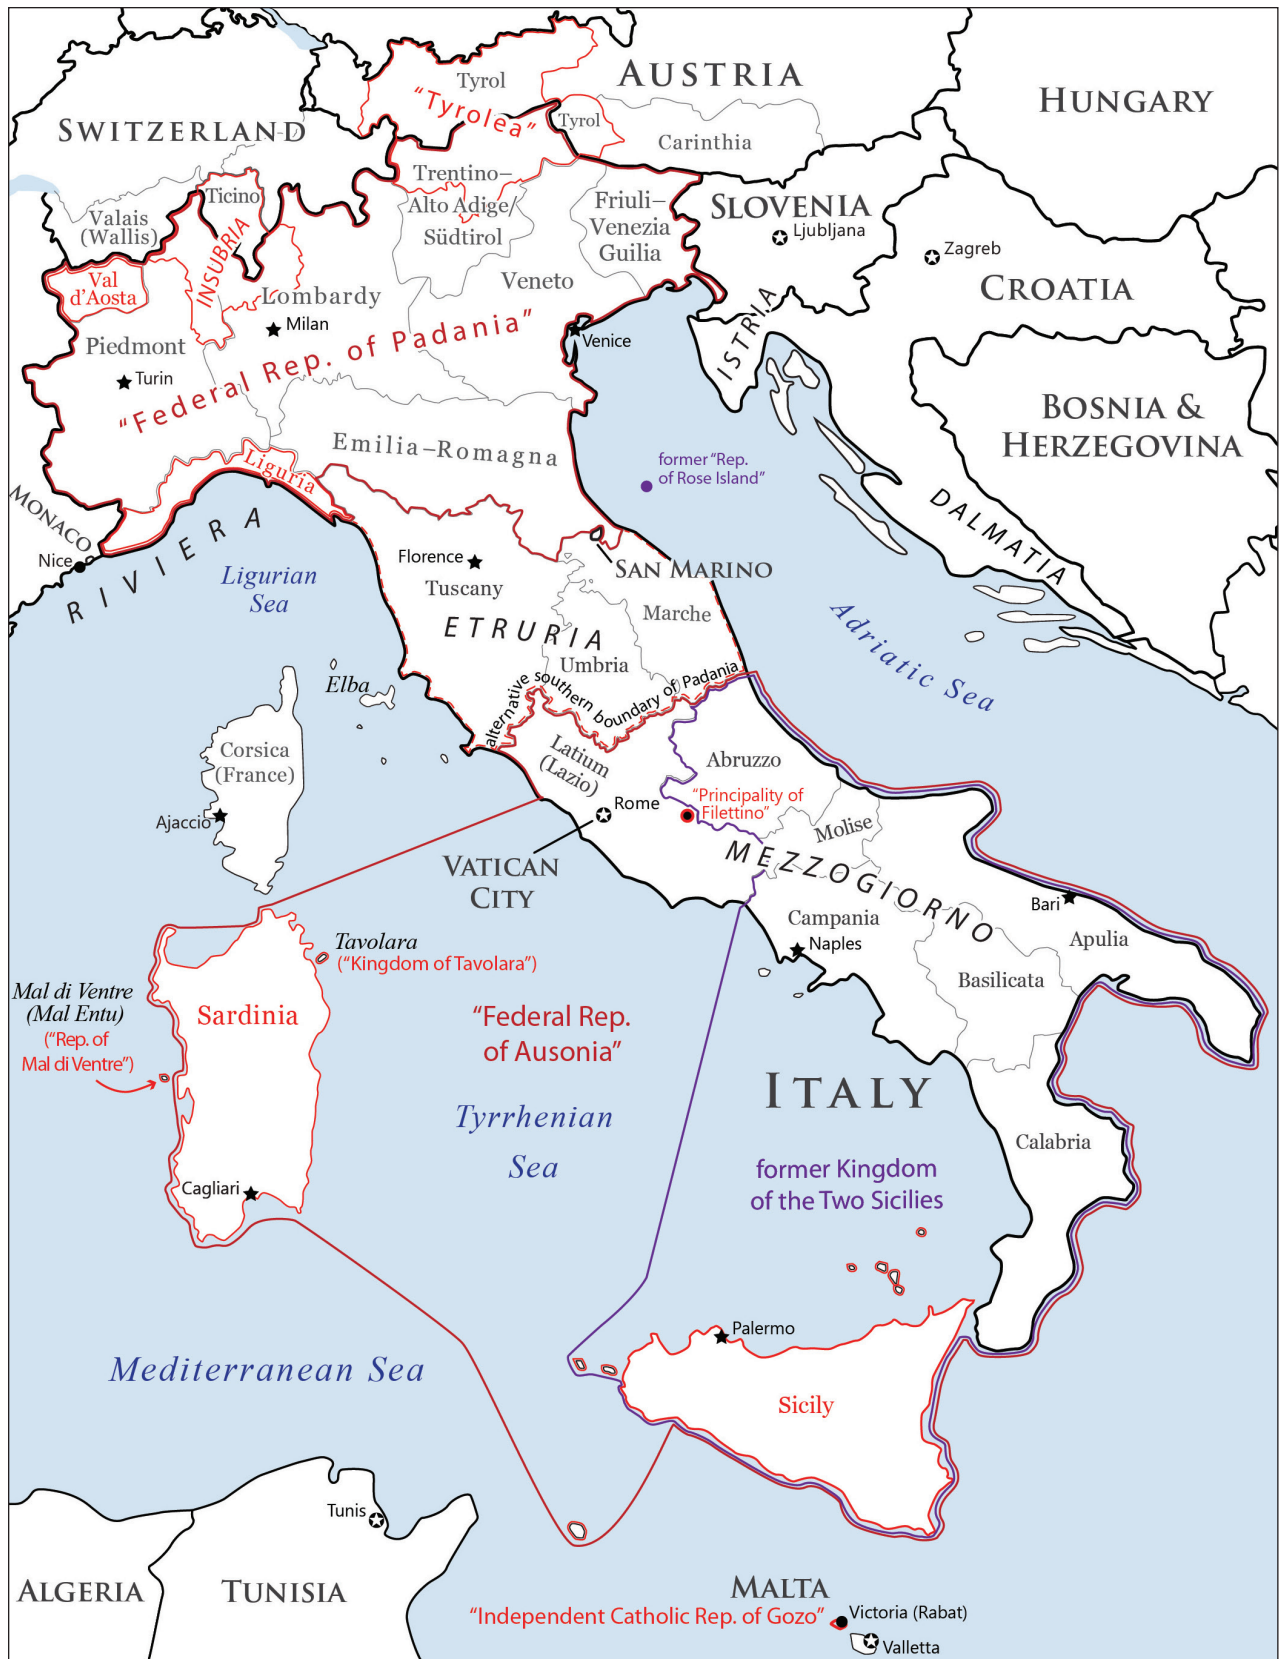 Tyrol
AUSTRIA
HUNGARY
SWITZERLAND
"Tyrolea"
Tyrol
Carinthia
Trentino–
Alto Adige/
Südtirol
Ticino
Valais
(Wallis)
INSUBRIA
Friuli–
Venezia
Guilia
SLOVENIA
Ljubljana
Zagreb
CROATIA
Val
d'Aosta
Lombardy
Milan
Veneto
Venice
ISTRIA
Piedmont
Turin
"Federal Rep. of Padania"
BOSNIA &
HERZEGOVINA
Emilia–Romagna
Liguria
former "Rep.
of Rose Island"
DALMATIA
MONACO
Nice
RIVIERA
Ligurian
Sea
Florence
Tuscany
SAN MARINO
ETRURIA
Marche
Umbria
Adriatic Sea
alternative southern boundary of Padania
Elba
Corsica
(France)
Ajaccio
Latium
(Lazio)
Rome
Abruzzo
"Principality of
Filettino"
Molise
VATICAN
CITY
MEZZOGIORNO
Bari
Campania
Naples
Apulia
Basilicata
Tavolara
("Kingdom of Tavolara")
Mal di Ventre
(Mal Entu)
("Rep. of
Mal di Ventre")
Sardinia
"Federal Rep.
of Ausonia"
ITALY
Tyrrhenian
Sea
Calabria
former Kingdom
of the Two Sicilies
Cagliari
Palermo
Mediterranean Sea
Sicily
Tunis
ALGERIA
TUNISIA
MALTA
"Independent Catholic Rep. of Gozo"
Victoria (Rabat)
Valletta